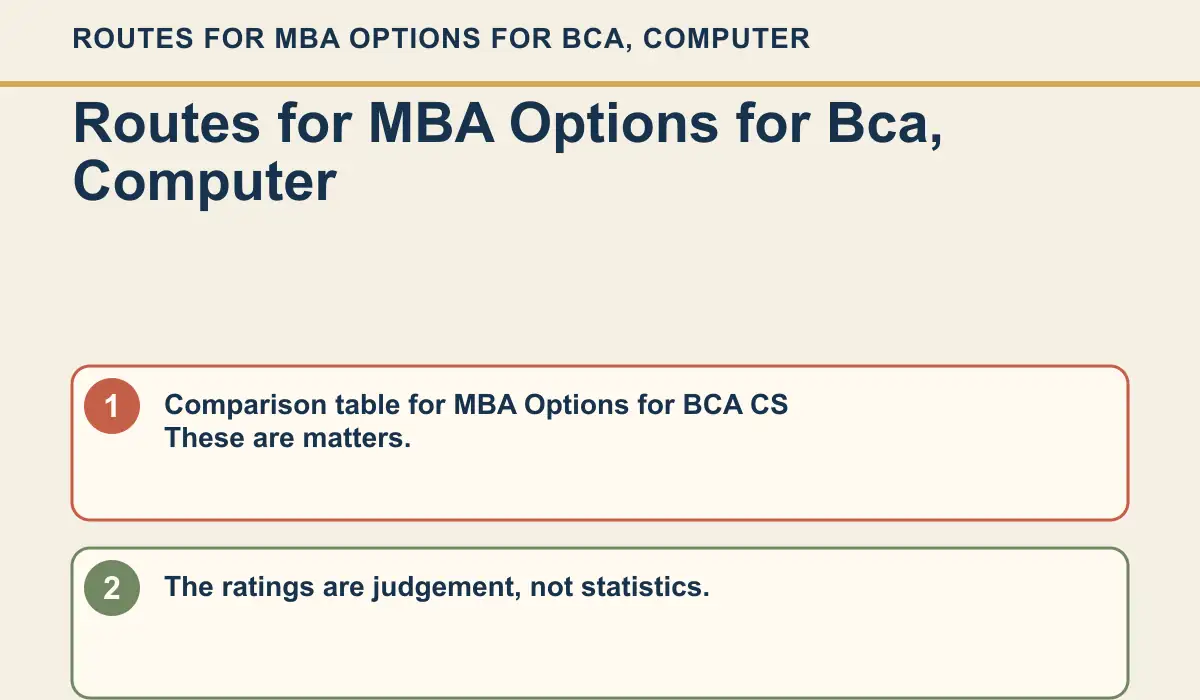 ROUTES FOR MBA OPTIONS FOR BCA, COMPUTER
Routes for MBA Options for Bca,
Computer
1
Comparison table for MBA Options for BCA CS
These are matters.
2
The ratings are judgement, not statistics.